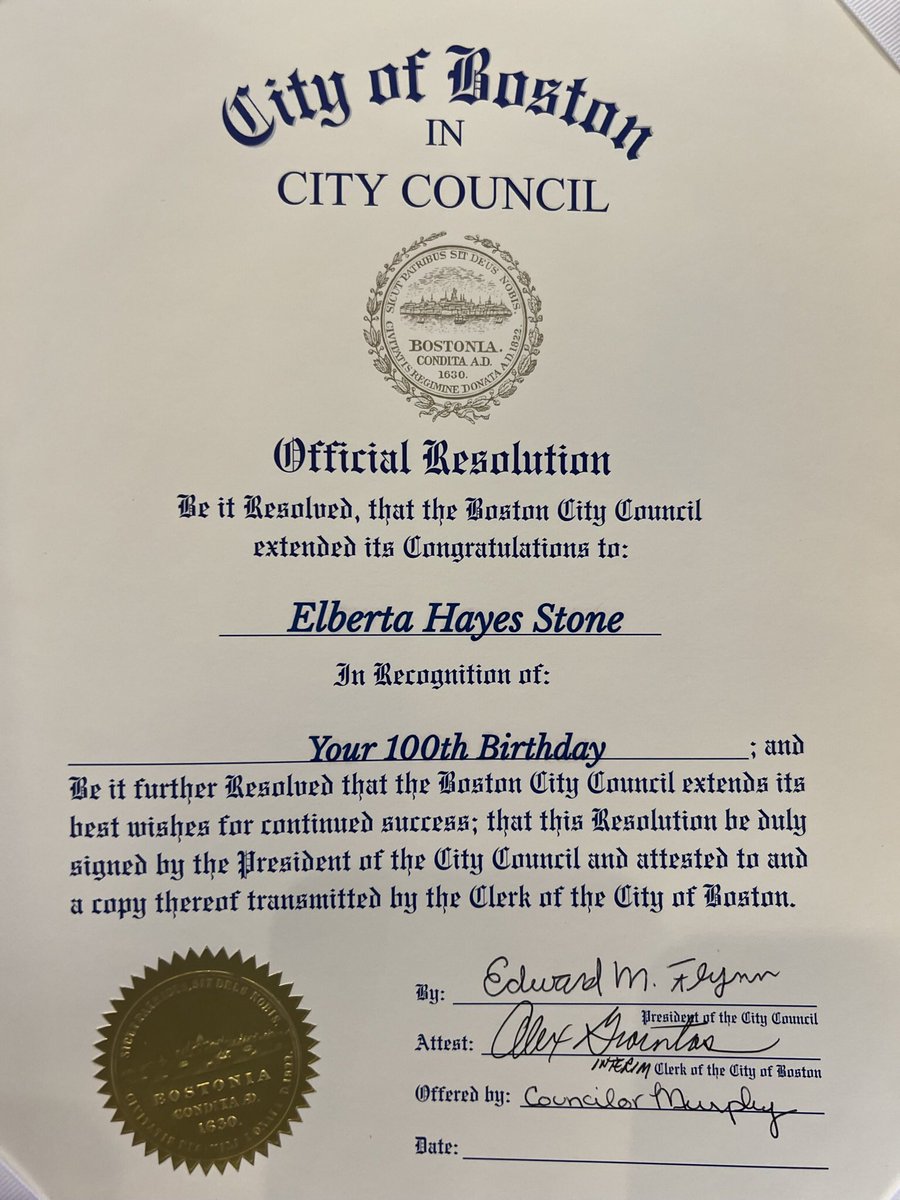 City of Boston
IN
CITY COUNCIL
SICUT PATRIBUS SIT DEUS NOBIS
CIVITATIS REGIMINE DONATA A.D. 1822.
BOSTONIA.
CONDITA A.D.
1630.
Official Resolution
Be it Resolved, that the Boston City Council
extended its Congratulations to:
Elberta Hayes Stone
In Recognition of:
Your 100th Birthday ; and
Be it further Resolved that the Boston City Council extends its
best wishes for continued success; that this Resolution be duly
signed by the President of the City Council and attested to and
a copy thereof transmitted by the Clerk of the City of Boston.
By: Edward M. Flynn
President of the City Council
Attest: Alex
INTERIM Clerk of the City of Boston
Offered by: Councilor Murphy
Date:
BOSTONIA
CONDITA A.D.
1630.